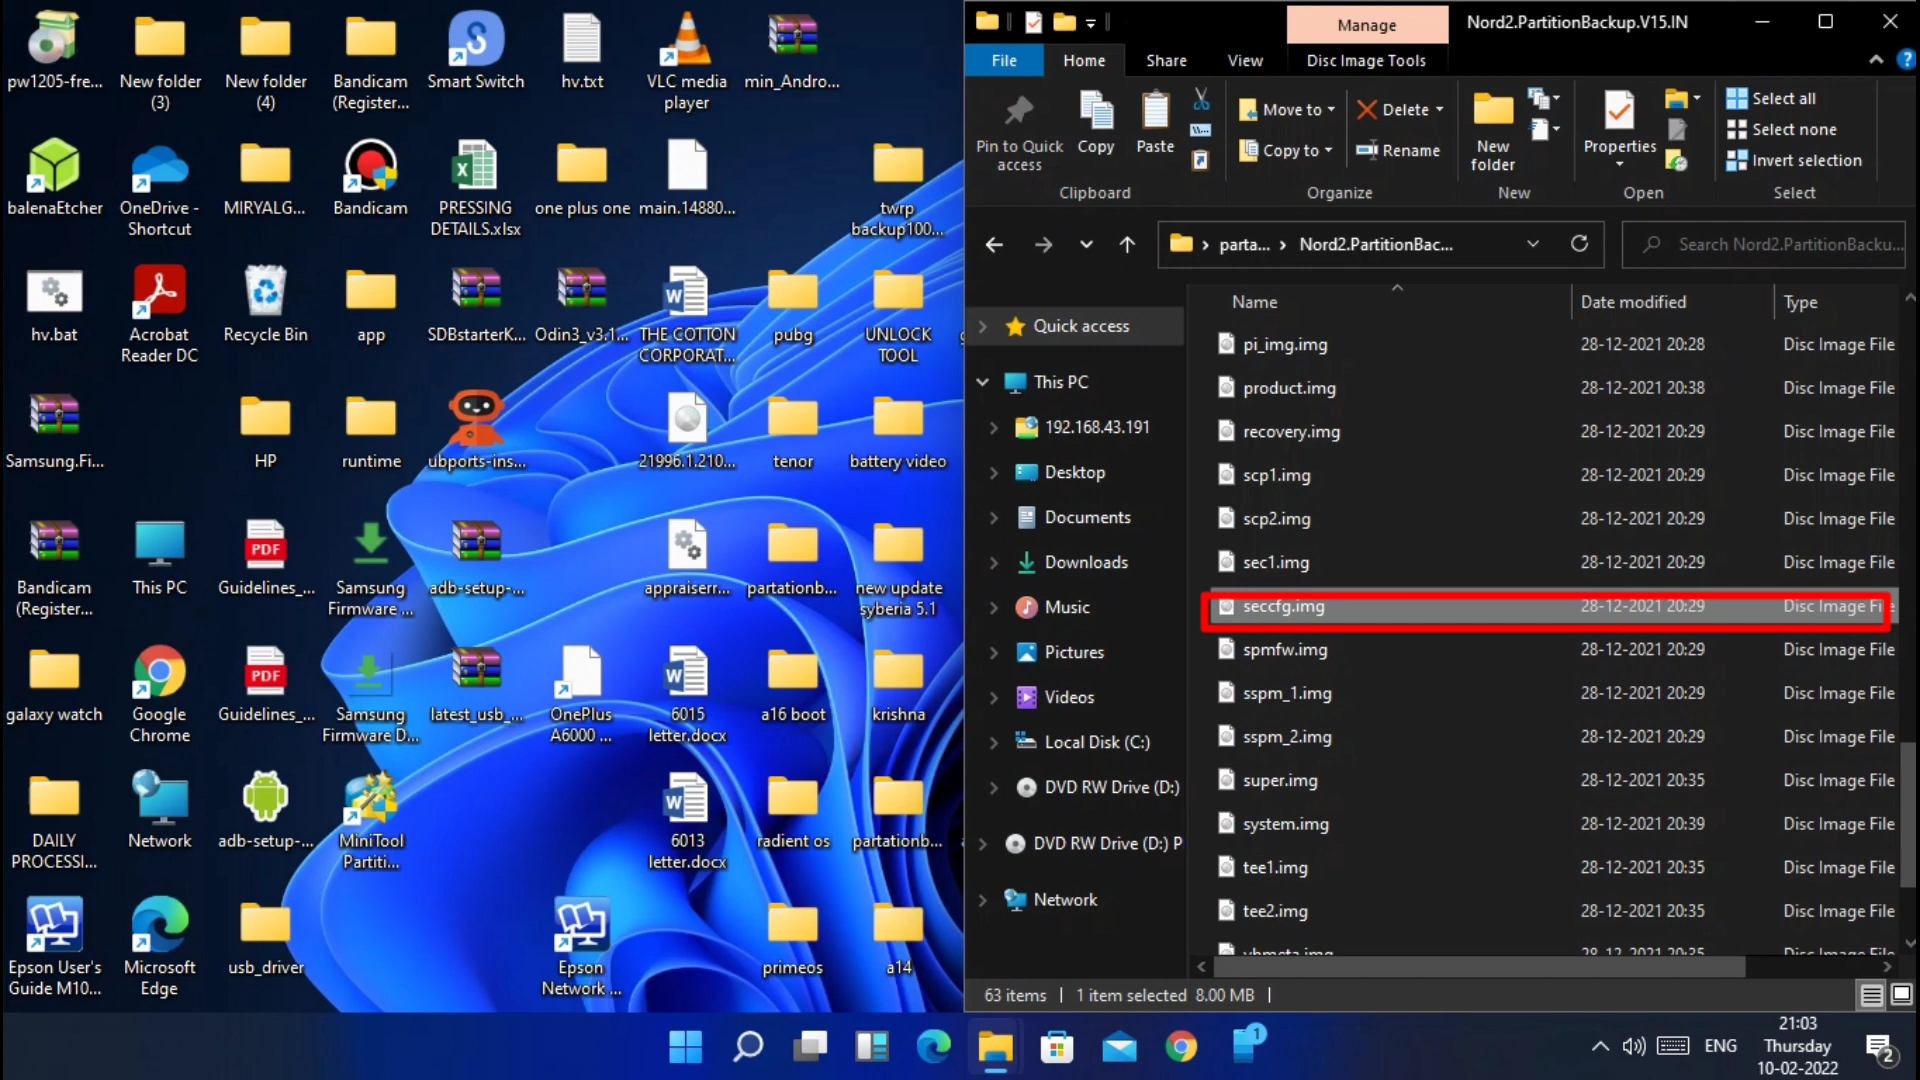 pw1205-fre...
New folder
(3)
New folder
(4)
Bandicam
(Register...
Smart Switch
hv.txt
VLC media
player
min_Andro...
balenaEtcher
OneDrive -
Shortcut
MIRYALG...
Bandicam
PRESSING
DETAILS.xlsx
one plus one
main.14880...
twrp
backup100...
hv.bat
Acrobat
Reader DC
Recycle Bin
app
SDBstarterK...
Odin3_v3.1...
THE COTTON
CORPORAT...
pubg
UNLOCK
TOOL
Samsung.Fi...
HP
runtime
ubports-ins...
21996.1.210...
tenor
battery video
Bandicam
(Register...
This PC
PDF
Guidelines_...
Samsung
Firmware ...
adb-setup-...
appraiserr...
partationb...
new update
syberia 5.1
galaxy watch
Google
Chrome
PDF
Guidelines_...
Samsung
Firmware D...
latest_usb_...
OnePlus
A6000 ...
6015
letter.docx
a16 boot
krishna
DAILY
PROCESSI...
Network
adb-setup-...
MiniTool
Partiti...
6013
letter.docx
radient os
partationb...
Epson User's
Guide M10...
Microsoft
Edge
usb_driver
Epson
Network ...
primeos
a14
Manage
Nord2.PartitionBackup.V15.IN
File
Home
Share
View
Disc Image Tools
Pin to Quick
access
Copy
Paste
Move to
Copy to
Delete
Rename
New
folder
Properties
Select all
Select none
Invert selection
Clipboard
Organize
New
Open
Select
parta...
Nord2.PartitionBac...
Search Nord2.PartitionBacku...
Quick access
This PC
192.168.43.191
Desktop
Documents
Downloads
Music
Pictures
Videos
Local Disk (C:)
DVD RW Drive (D:)
DVD RW Drive (D:) P
Network
Name
Date modified
Type
pi_img.img 28-12-2021 20:28 Disc Image File
product.img 28-12-2021 20:38 Disc Image File
recovery.img 28-12-2021 20:29 Disc Image File
scp1.img 28-12-2021 20:29 Disc Image File
scp2.img 28-12-2021 20:29 Disc Image File
sec1.img 28-12-2021 20:29 Disc Image File
seccfg.img 28-12-2021 20:29 Disc Image File
spmfw.img 28-12-2021 20:29 Disc Image File
sspm_1.img 28-12-2021 20:29 Disc Image File
sspm_2.img 28-12-2021 20:29 Disc Image File
super.img 28-12-2021 20:35 Disc Image File
system.img 28-12-2021 20:39 Disc Image File
tee1.img 28-12-2021 20:35 Disc Image File
tee2.img 28-12-2021 20:35 Disc Image File
63 items
1 item selected 8.00 MB
1
ENG
21:03
Thursday
10-02-2022
2